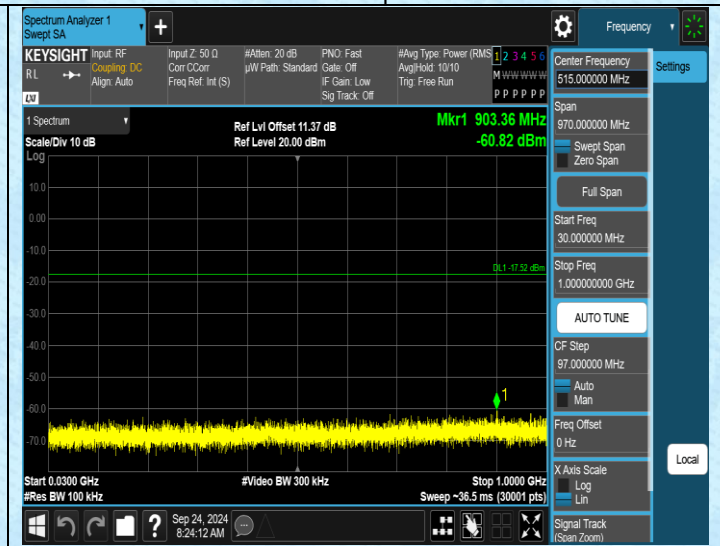 Spectrum Analyzer 1
Swept SA
+
Frequency
KEYSIGHT
RL
LXI
Input: RF
Coupling: DC
Align: Auto
Input Z: 50 Ω
Corr CCorr
Freq Ref: Int (S)
#Atten: 20 dB
µW Path: Standard
PNO: Fast
Gate: Off
IF Gain: Low
Sig Track: Off
#Avg Type: Power (RMS
Avg|Hold: 10/10
Trig: Free Run
1 2 3 4 5 6
M W W W W W
P P P P P P
1 Spectrum
Scale/Div 10 dB
Ref Lvl Offset 11.37 dB
Ref Level 20.00 dBm
Mkr1 903.36 MHz
-60.82 dBm
Log
10.0
0.00
-10.0
DL1 -17.52 dBm
-20.0
-30.0
-40.0
-50.0
1
-60.0
-70.0
Start 0.0300 GHz
#Res BW 100 kHz
#Video BW 300 kHz
Stop 1.0000 GHz
Sweep ~36.5 ms (30001 pts)
?
Sep 24, 2024
8:24:12 AM
Center Frequency
515.000000 MHz
Settings
Span
970.000000 MHz
Swept Span
Zero Span
Full Span
Start Freq
30.000000 MHz
Stop Freq
1.000000000 GHz
AUTO TUNE
CF Step
97.000000 MHz
Auto
Man
Freq Offset
0 Hz
X Axis Scale
Log
Lin
Local
Signal Track
(Span Zoom)